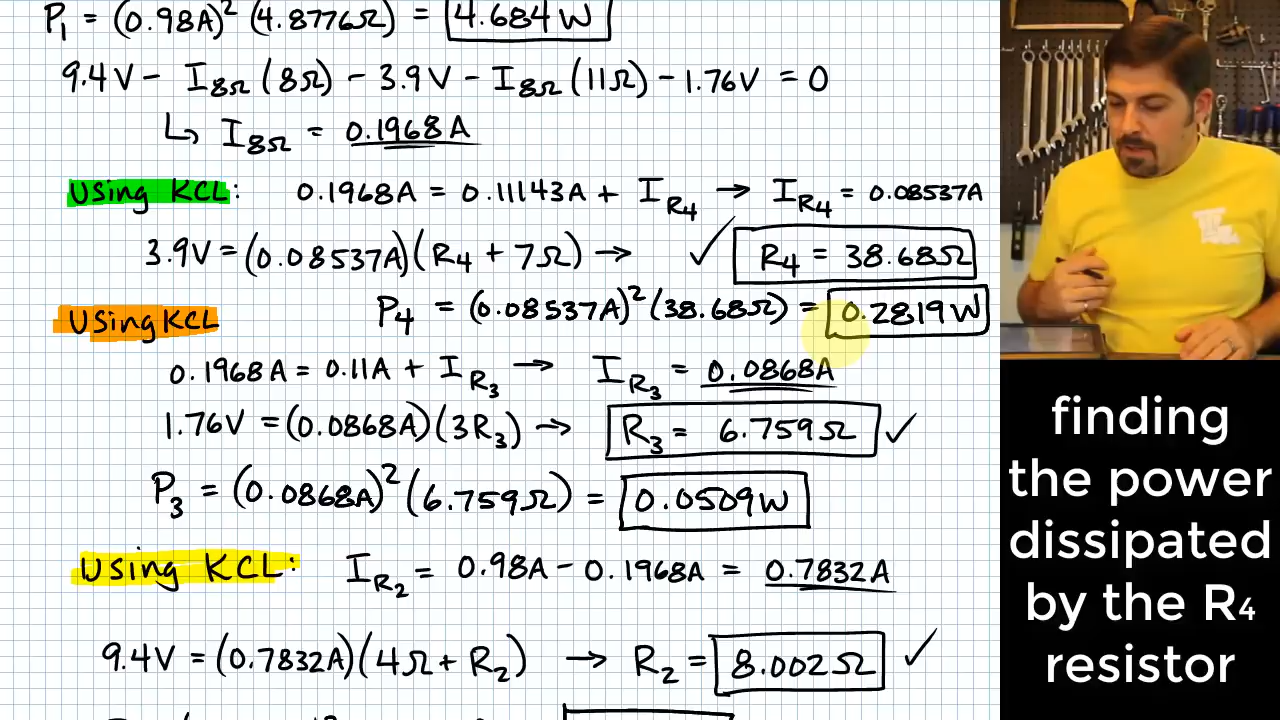 P₁ = (0.98A)² (4.8776Ω) = 4.684W
9.4V - I8Ω (8Ω) - 3.9V - I8Ω (11Ω) - 1.76V = 0
↳ I8Ω = 0.1968A
Using KCL: 0.1968A = 0.11143A + IR₄ → IR₄ = 0.08537A
3.9V = (0.08537A)(R₄ + 7Ω) → ✓ R₄ = 38.68Ω
P₄ = (0.08537A)² (38.68Ω) = 0.2819W
Using KCL
0.1968A = 0.11A + IR₃ → IR₃ = 0.0868A
1.76V = (0.0868A)(3R₃) → R₃ = 6.759Ω ✓
P₃ = (0.0868A)² (6.759Ω) = 0.0509W
Using KCL: IR₂ = 0.98A - 0.1968A = 0.7832A
9.4V = (0.7832A)(4Ω + R₂) → R₂ = 8.002Ω ✓
finding
the power
dissipated
by the R₄
resistor